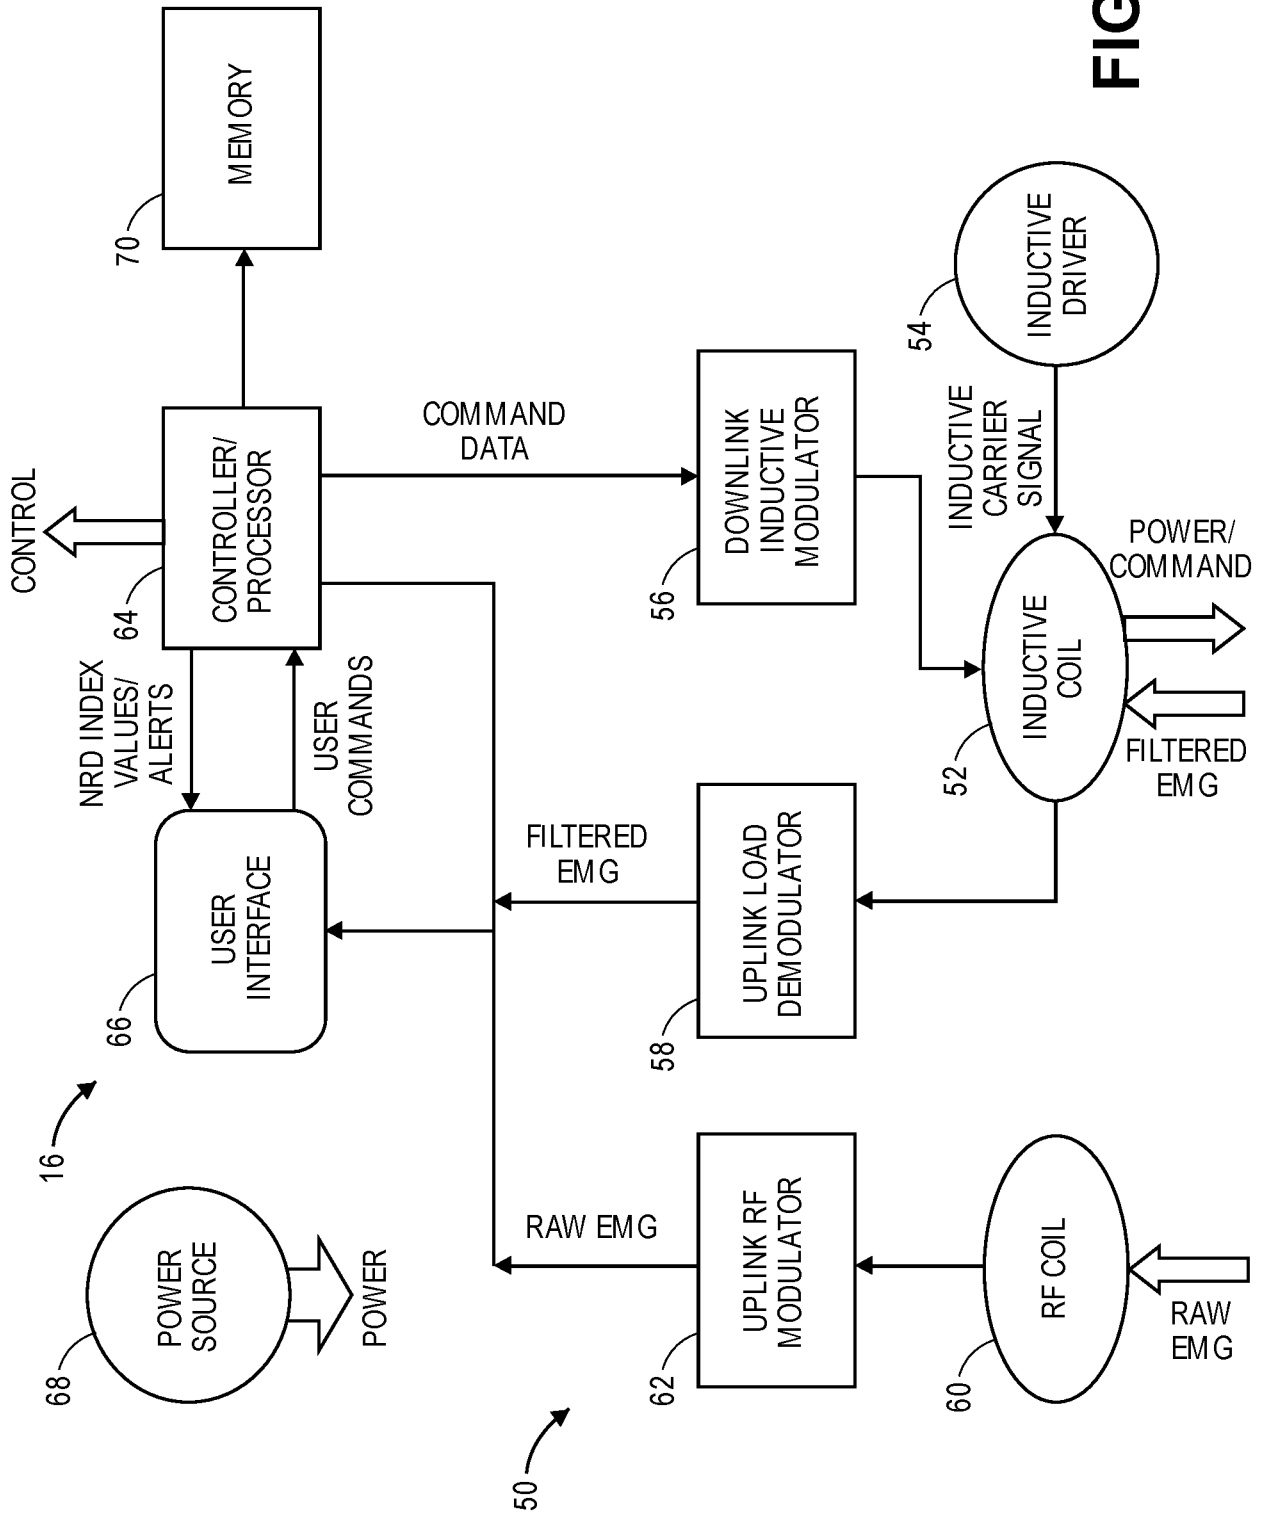 16
50
68
POWER
SOURCE
POWER
66
USER
INTERFACE
NRD INDEX
VALUES/
ALERTS
USER
COMMANDS
CONTROL
64
CONTROLLER/
PROCESSOR
70
MEMORY
RAW EMG
FILTERED
EMG
COMMAND
DATA
62
UPLINK RF
MODULATOR
58
UPLINK LOAD
DEMODULATOR
56
DOWNLINK
INDUCTIVE
MODULATOR
60
RF COIL
RAW
EMG
52
INDUCTIVE
COIL
FILTERED
EMG
POWER/
COMMAND
INDUCTIVE
CARRIER
SIGNAL
54
INDUCTIVE
DRIVER
FIG